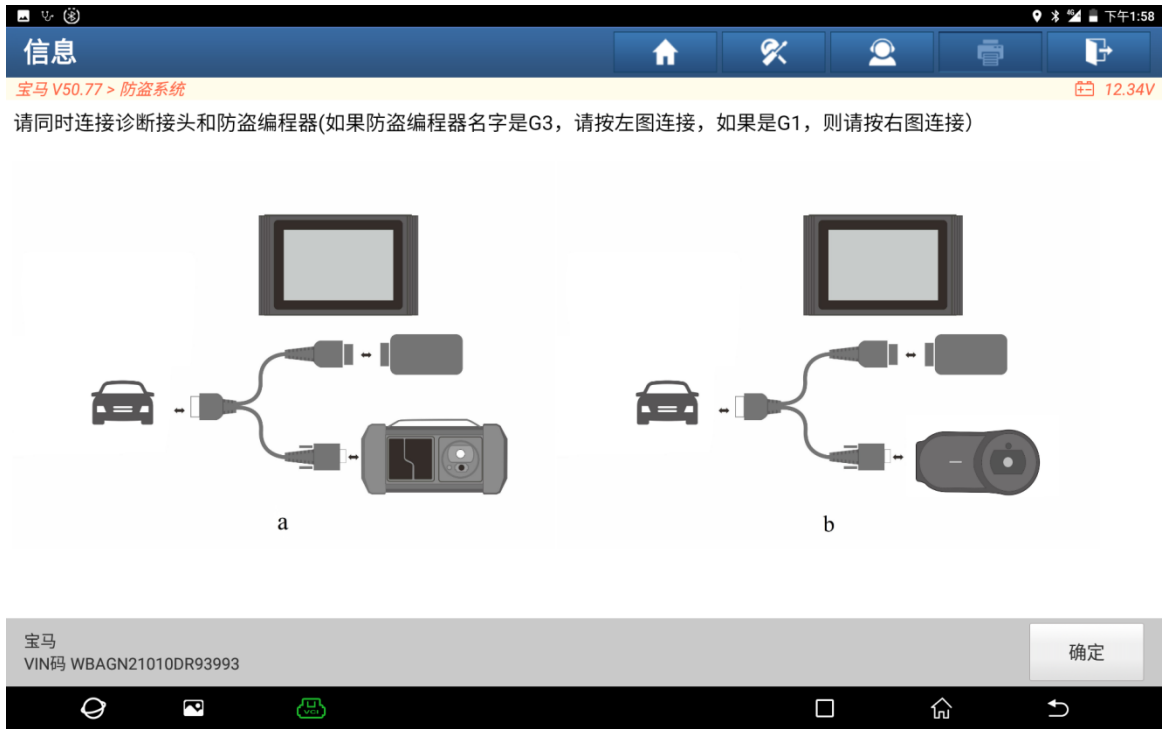 下午1:58
信息
宝马 V50.77 > 防盗系统
12.34V
请同时连接诊断接头和防盗编程器(如果防盗编程器名字是G3，请按左图连接，如果是G1，则请按右图连接）
a
b
宝马
VIN码 WBAGN21010DR93993
确定
VCI